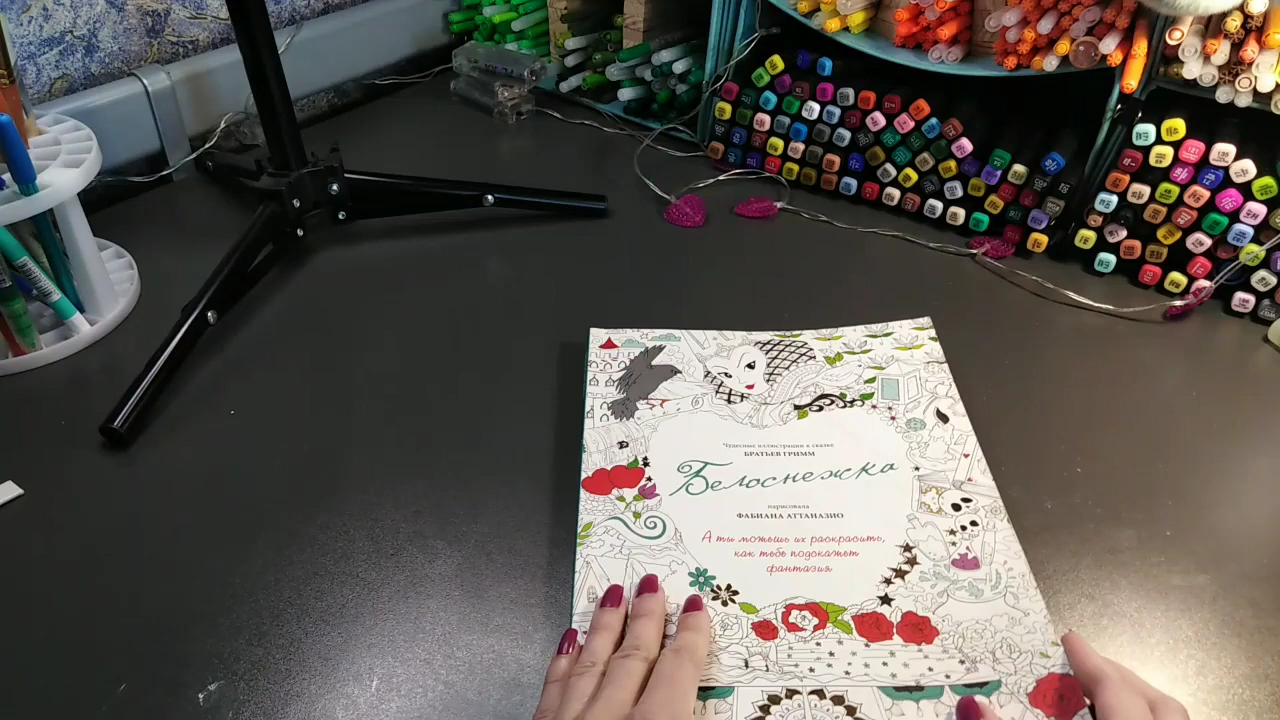 Чудесные иллюстрации к сказке
БРАТЬЕВ ГРИММ
Белоснежка
нарисовала
ФАБИАНА АТТАНАЗИО
А ты можешь их раскрасить,
как тебе подскажет
фантазия